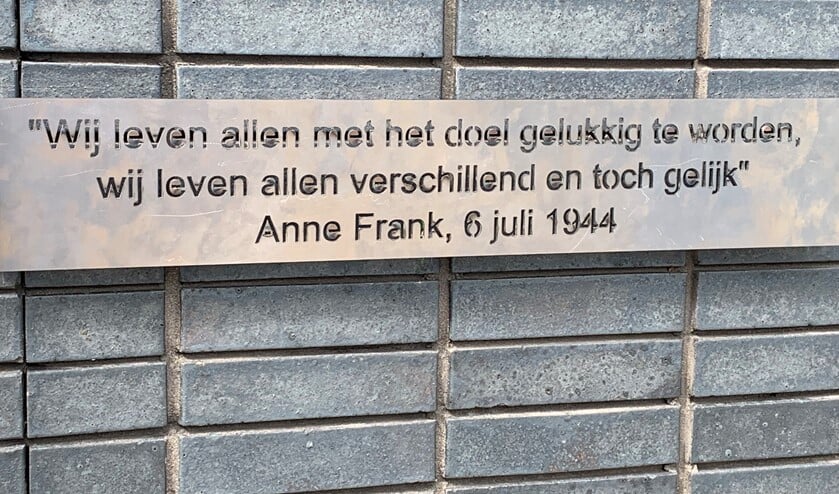 "Wij leven allen met het doel gelukkig te worden,
wij leven allen verschillend en toch gelijk"
Anne Frank, 6 juli 1944